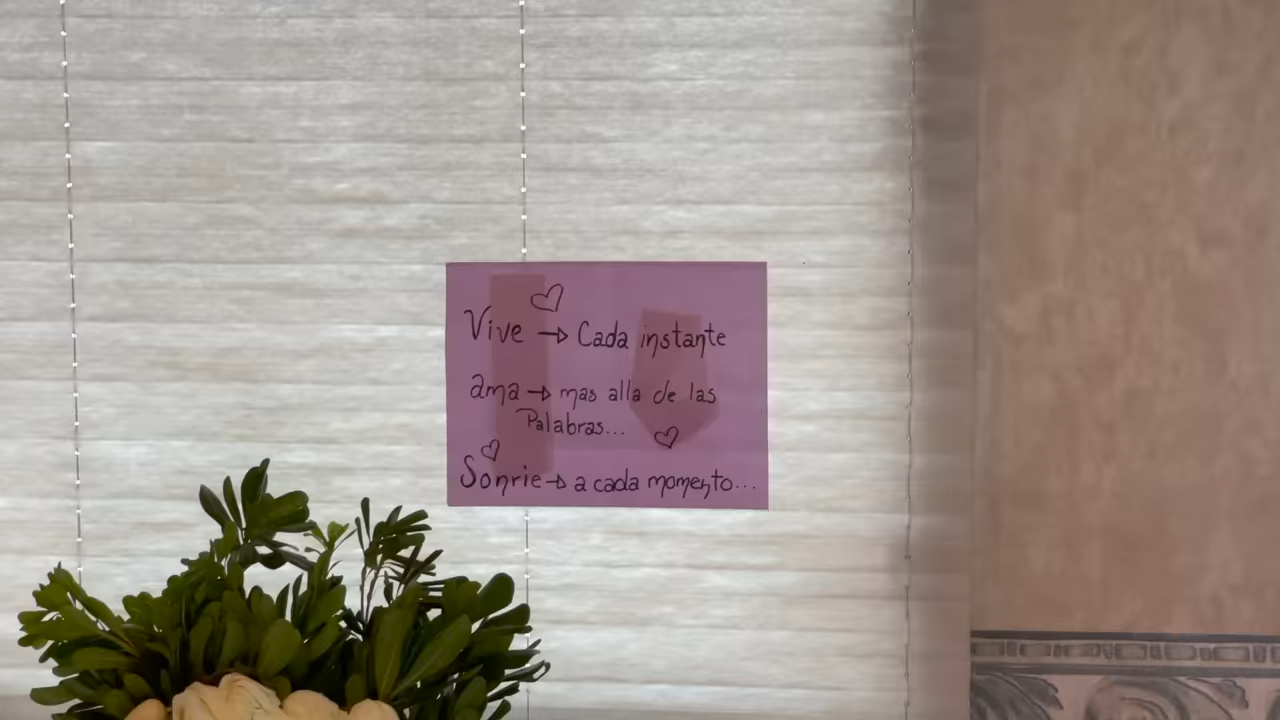 Vive → Cada instante
ama → mas alla de las
Palabras...
Sonrie → a cada momento...